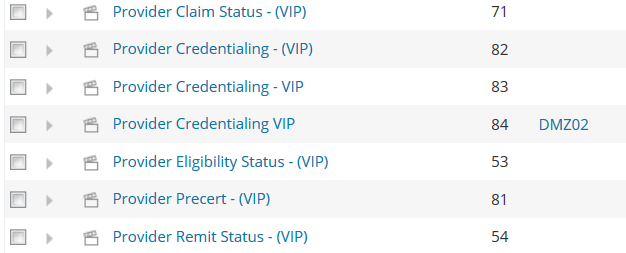 Provider Claim Status - (VIP) 71
Provider Credentialing - (VIP) 82
Provider Credentialing - VIP 83
Provider Credentialing VIP 84 DMZ02
Provider Eligibility Status - (VIP) 53
Provider Precert - (VIP) 81
Provider Remit Status - (VIP) 54